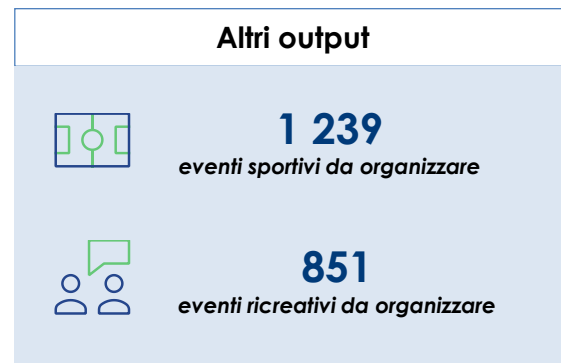 Altri output
1 239
eventi sportivi da organizzare
851
eventi ricreativi da organizzare